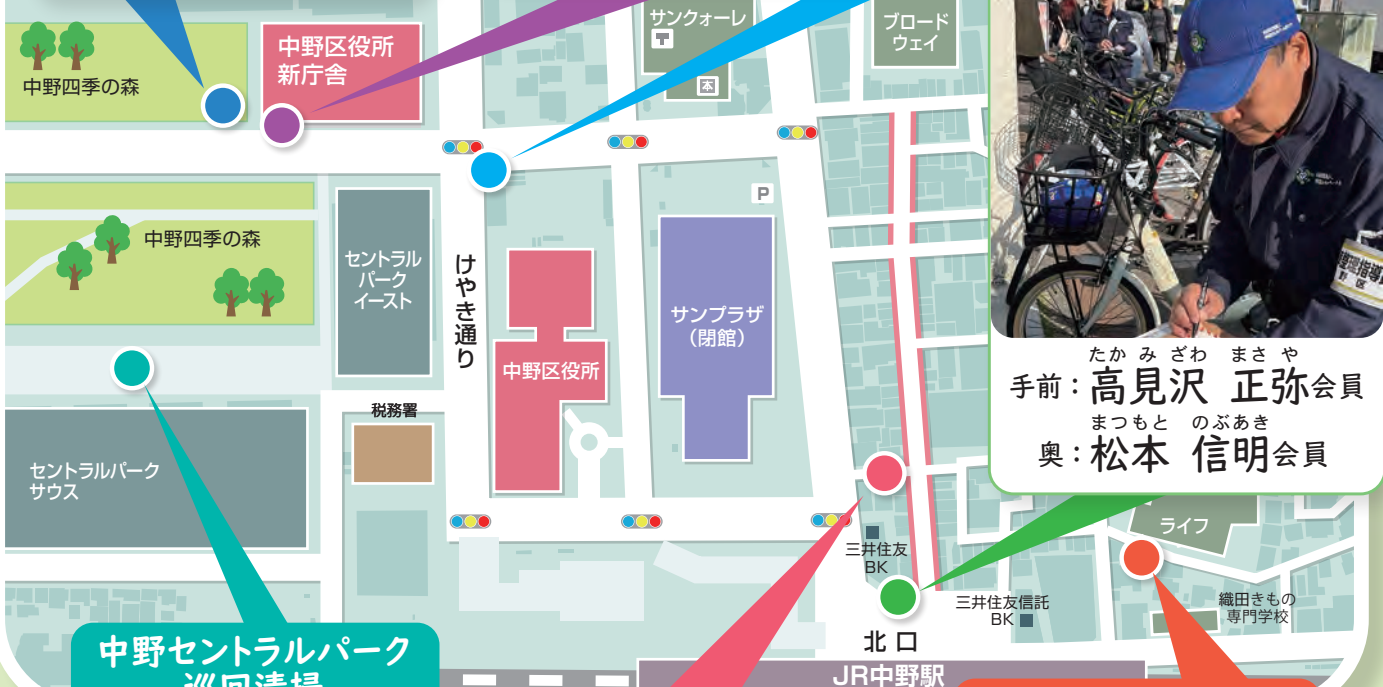 サンクォーレ
〒
本
ブロード
ウェイ
中野区役所
新庁舎
中野四季の森
P
中野四季の森
セントラル
パーク
イースト
けやき通り
サンプラザ
(閉館)
中野区役所
税務署
セントラルパーク
サウス
たかみざわ まさや
手前:高見沢 正弥会員
まつもと のぶあき
奥:松本 信明会員
三井住友
BK
ライフ
三井住友信託
BK
織田きもの
専門学校
北口
JR中野駅
中野セントラルパーク
巡回清掃